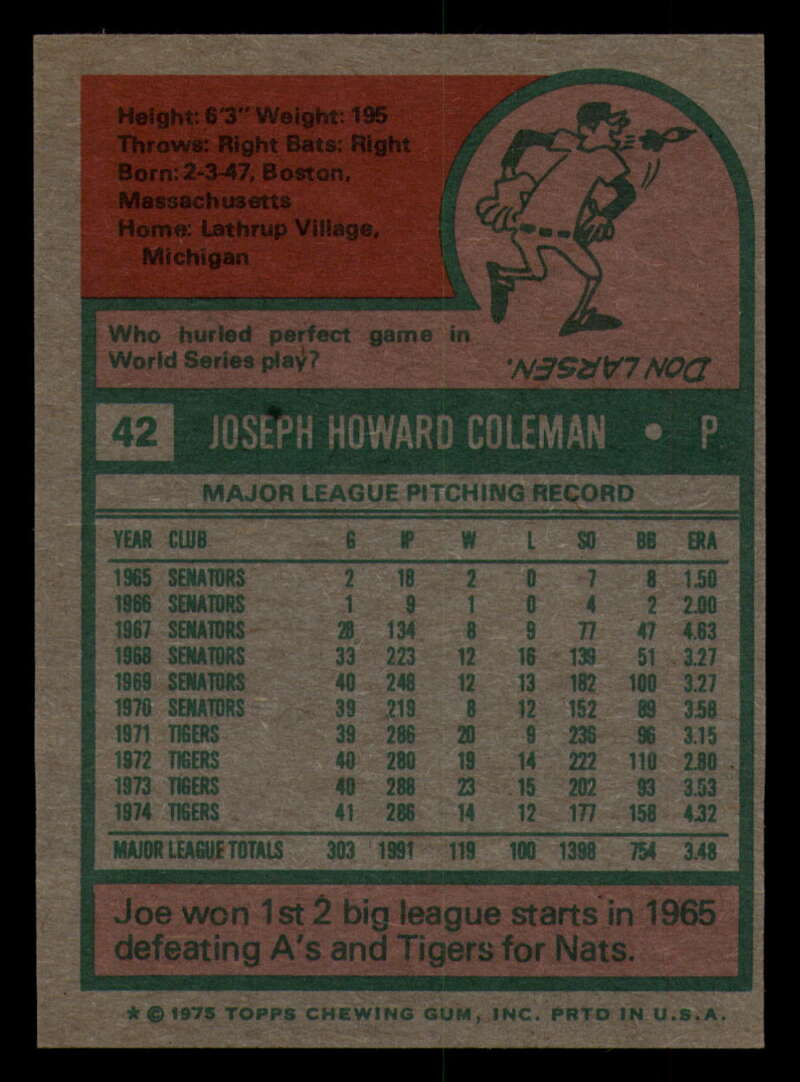 Height: 6'3" Weight: 195
Throws: Right Bats: Right
Born: 2-3-47, Boston,
Massachusetts
Home: Lathrup Village,
Michigan
Who hurled perfect game in
World Series play?
DON LARSEN.
42 JOSEPH HOWARD COLEMAN • P
MAJOR LEAGUE PITCHING RECORD
YEAR CLUB G IP W L SO BB ERA
1965 SENATORS 2 18 2 0 7 8 1.50
1966 SENATORS 1 9 1 0 4 2 2.00
1967 SENATORS 28 134 8 9 77 47 4.63
1968 SENATORS 33 223 12 16 139 51 3.27
1969 SENATORS 40 248 12 13 182 100 3.27
1970 SENATORS 39 219 8 12 152 89 3.58
1971 TIGERS 39 286 20 9 236 96 3.15
1972 TIGERS 40 280 19 14 222 110 2.80
1973 TIGERS 40 288 23 15 202 93 3.53
1974 TIGERS 41 286 14 12 177 158 4.32
MAJOR LEAGUE TOTALS 303 1991 119 100 1398 754 3.48
Joe won 1st 2 big league starts in 1965
defeating A's and Tigers for Nats.
* © 1975 TOPPS CHEWING GUM, INC. PRTD IN U.S.A.